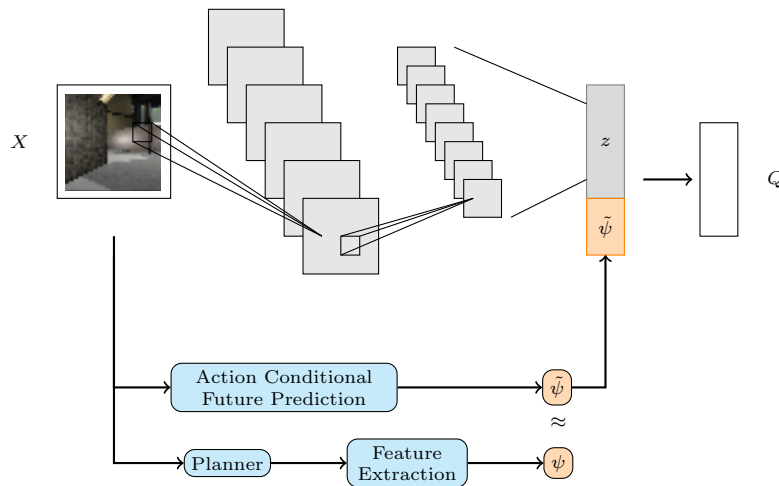 X
z
ψ̃
Q
Action Conditional
Future Prediction
ψ̃
≈
Planner
Feature
Extraction
ψ